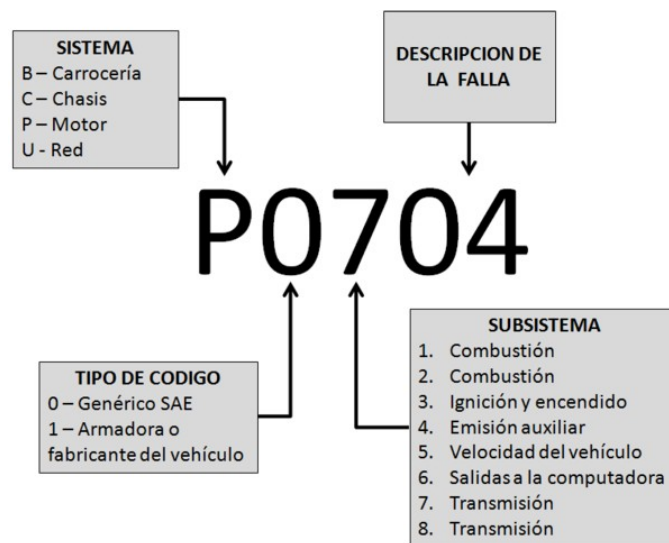 SISTEMA
B – Carrocería
C – Chasis
P – Motor
U - Red
DESCRIPCION DE
LA FALLA
P0704
TIPO DE CODIGO
0 – Genérico SAE
1 – Armadora o
fabricante del vehículo
SUBSISTEMA
1. Combustión
2. Combustión
3. Ignición y encendido
4. Emisión auxiliar
5. Velocidad del vehículo
6. Salidas a la computadora
7. Transmisión
8. Transmisión